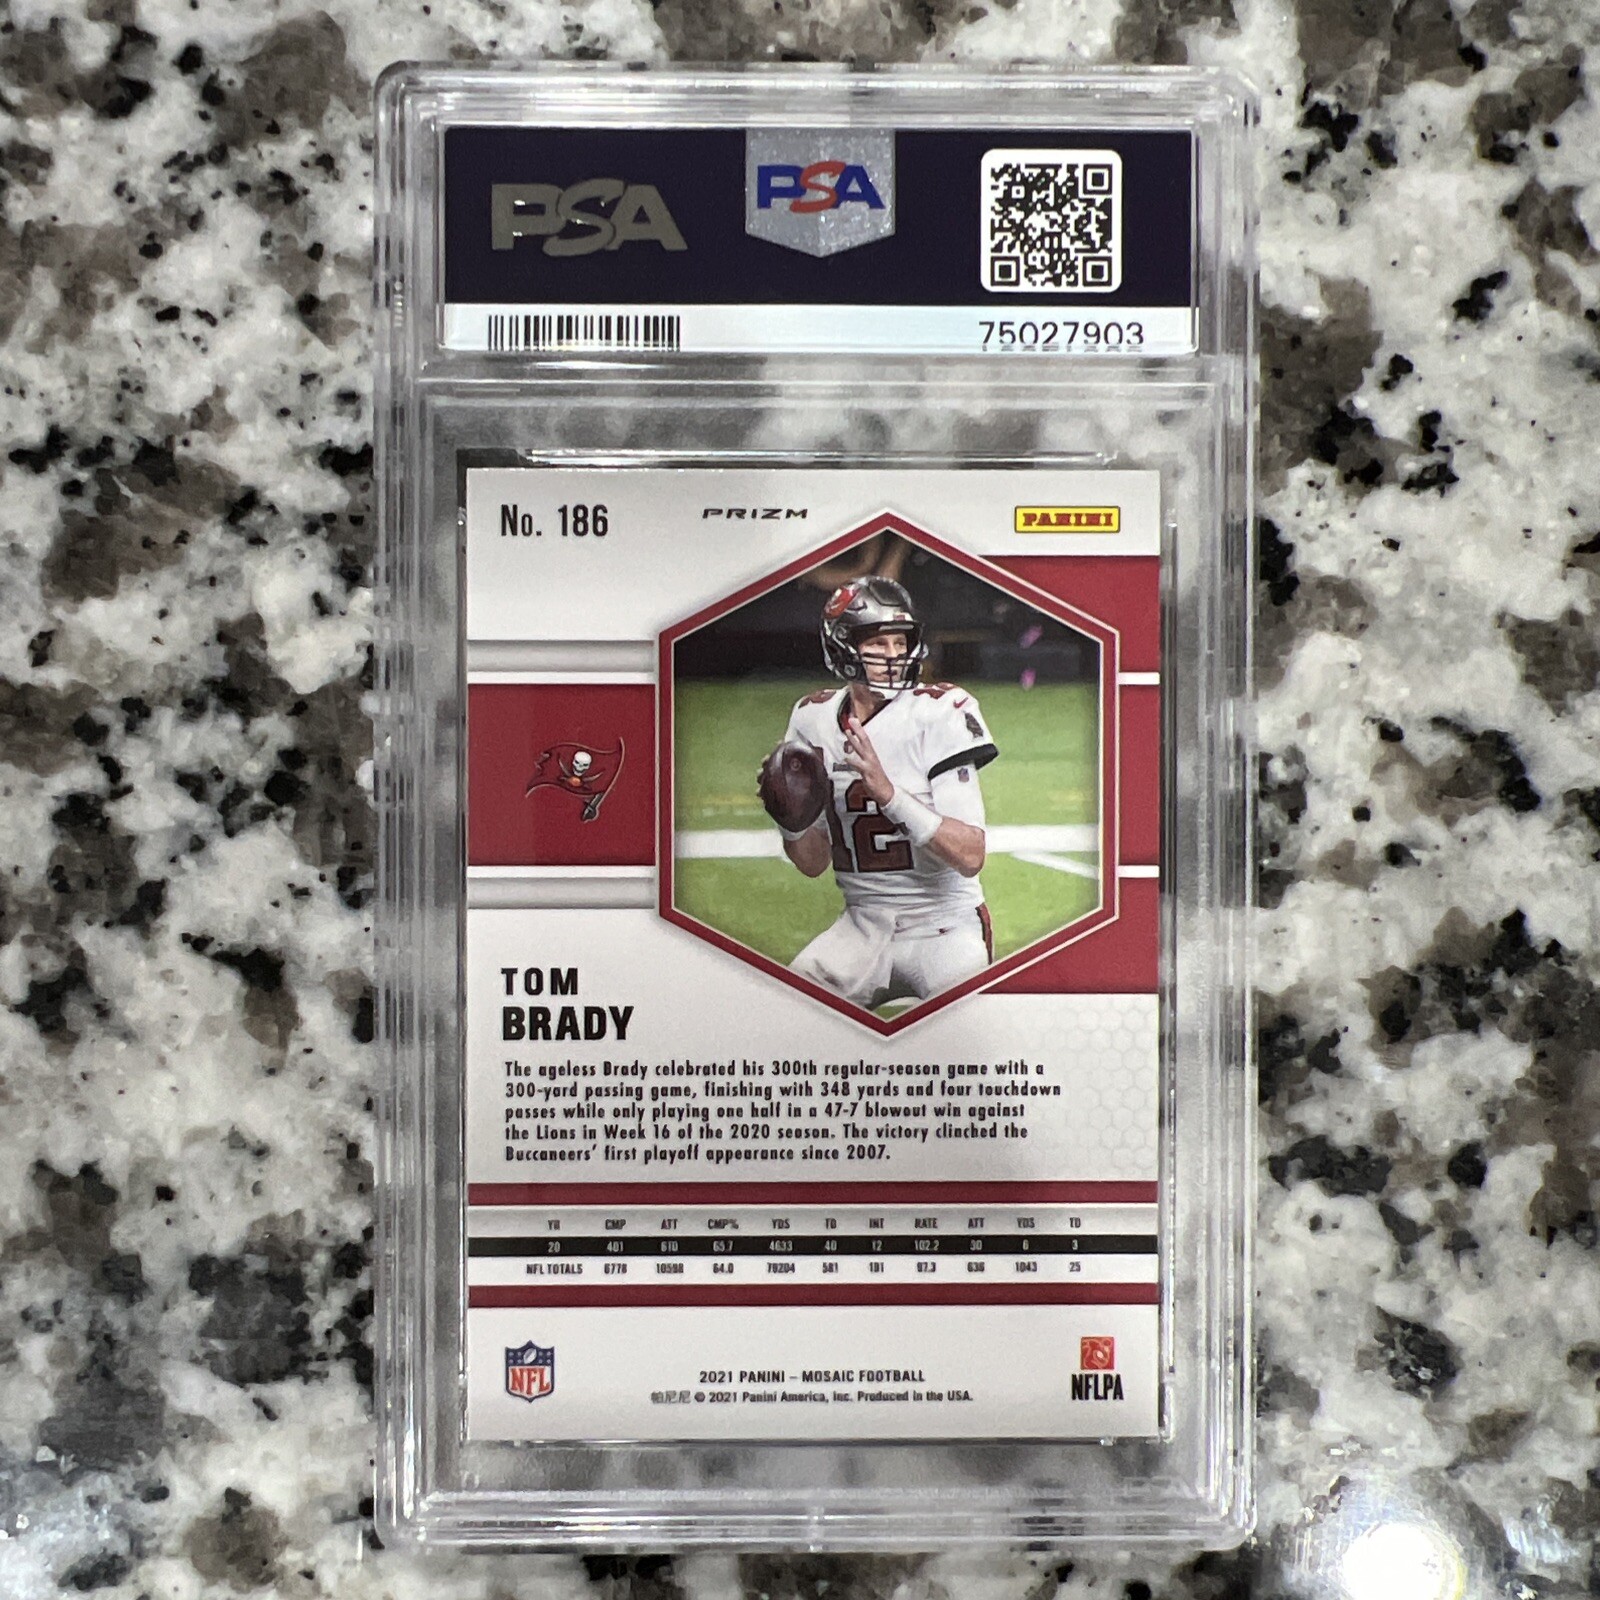 PSA
PSA
75027903
No. 186
PRIZM
PANINI
12
TOM
BRADY
The ageless Brady celebrated his 300th regular-season game with a
300-yard passing game, finishing with 348 yards and four touchdown
passes while only playing one half in a 47-7 blowout win against
the Lions in Week 16 of the 2020 season. The victory clinched the
Buccaneers' first playoff appearance since 2007.
YR CMP ATT CMP% YDS TD INT RATE ATT YDS TD
20 401 610 65.7 4633 40 12 102.2 30 6 3
NFL TOTALS 6778 10598 64.0 79204 581 191 97.3 636 1043 25
NFL
2021 PANINI – MOSAIC FOOTBALL
帕尼尼 © 2021 Panini America, Inc. Produced in the USA.
NFLPA